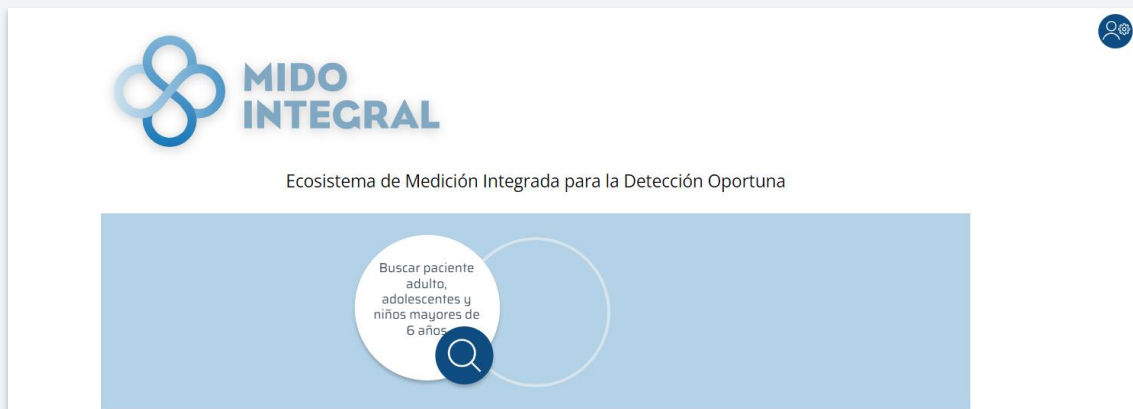 MIDO
INTEGRAL
Ecosistema de Medición Integrada para la Detección Oportuna
Buscar paciente
adulto,
adolescentes y
niños mayores de
6 años